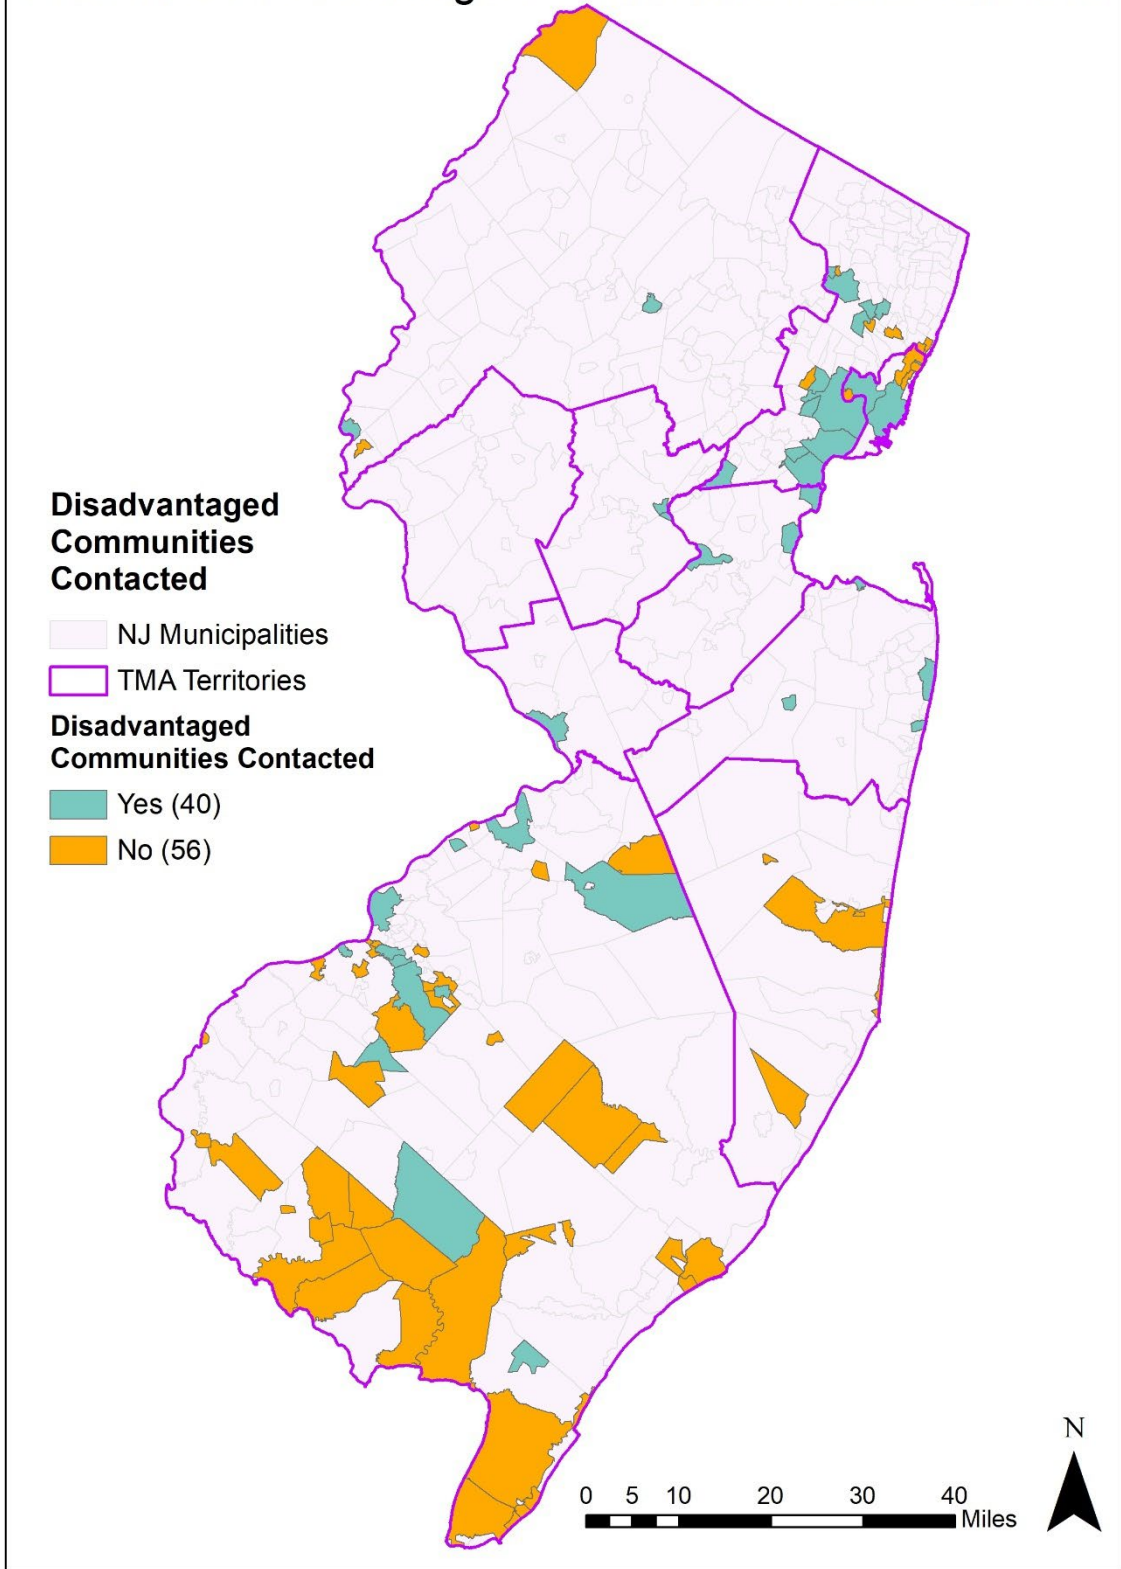 Disadvantaged
Communities
Contacted
NJ Municipalities
TMA Territories
Disadvantaged
Communities Contacted
Yes (40)
No (56)
N
0 5 10 20 30 40
Miles